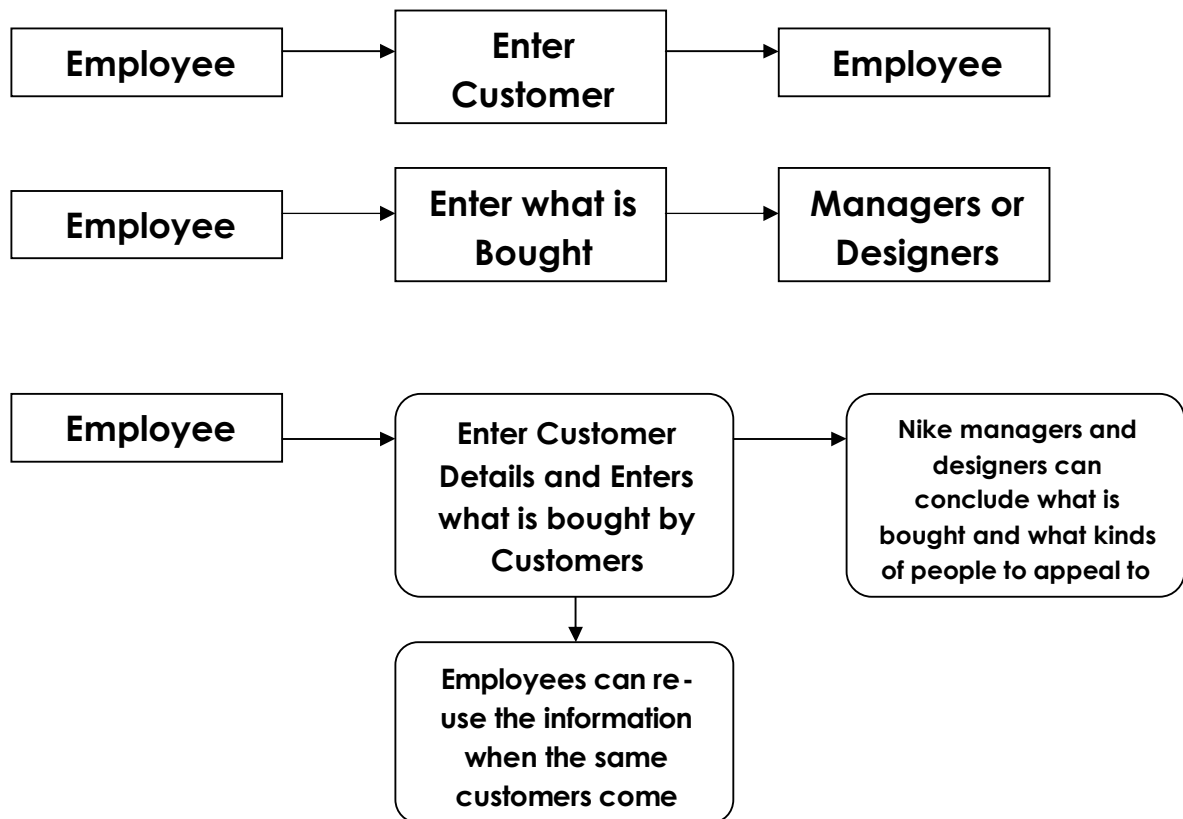 Employee
Enter
Customer
Employee
Employee
Enter what is
Bought
Managers or
Designers
Employee
Enter Customer
Details and Enters
what is bought by
Customers
Nike managers and
designers can
conclude what is
bought and what kinds
of people to appeal to
Employees can re-
use the information
when the same
customers come